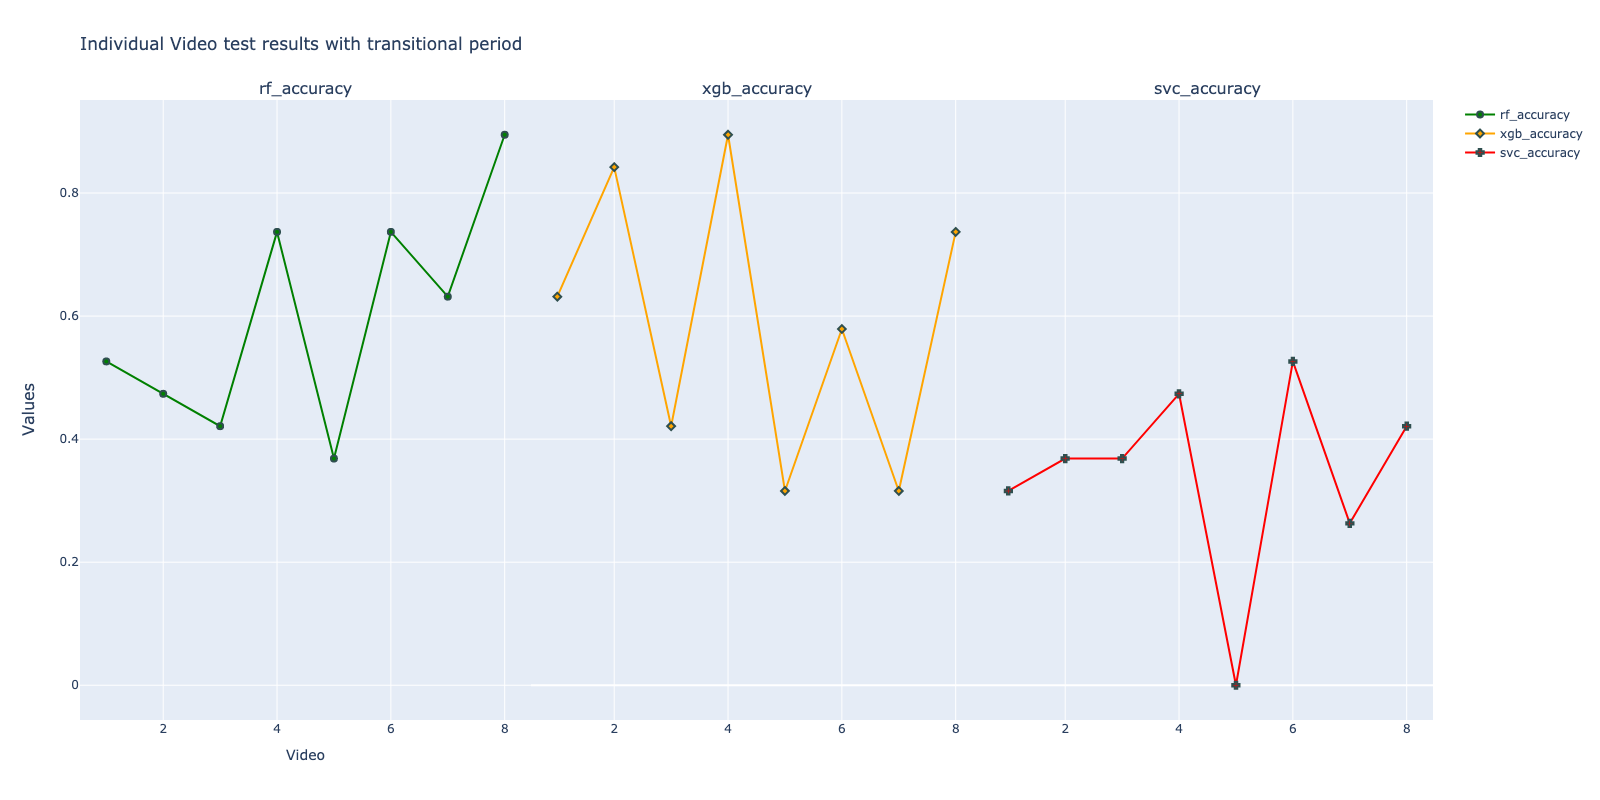 Individual Video test results with transitional period
rf_accuracy
xgb_accuracy
svc_accuracy
rf_accuracy
xgb_accuracy
svc_accuracy
Values
0.8
0.6
0.4
0.2
0
2 4 6 8 2 4 6 8 2 4 6 8
Video